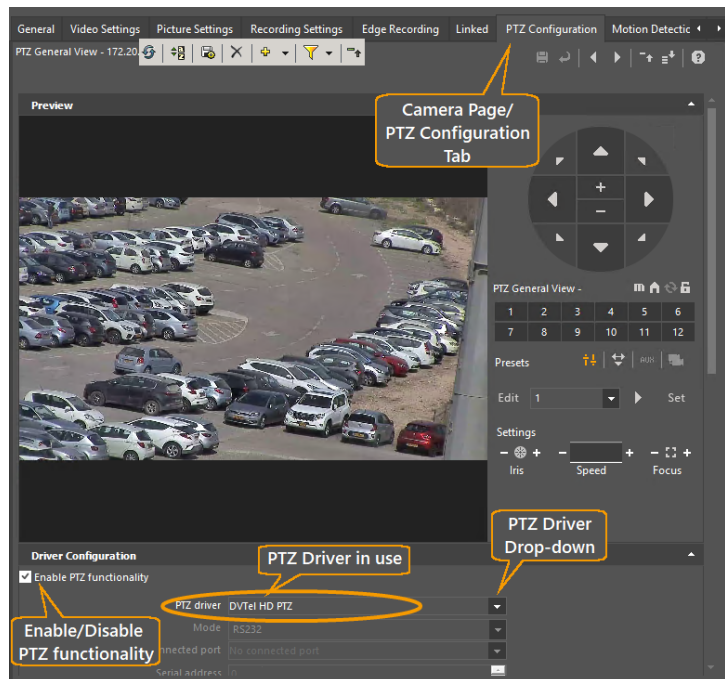 General Video Settings Picture Settings Recording Settings Edge Recording Linked PTZ Configuration Motion Detectic
PTZ General View - 172.20.
Camera Page/
PTZ Configuration
Tab
Preview
+
−
PTZ General View -
m
1 2 3 4 5 6
7 8 9 10 11 12
Presets AUX
Edit 1 Set
Settings
- + - + - +
Iris Speed Focus
PTZ Driver
Drop-down
Driver Configuration
PTZ Driver in use
Enable PTZ functionality
PTZ driver DVTel HD PTZ
Enable/Disable
PTZ functionality
Mode RS232
nnected port No connected port
Serial address 0